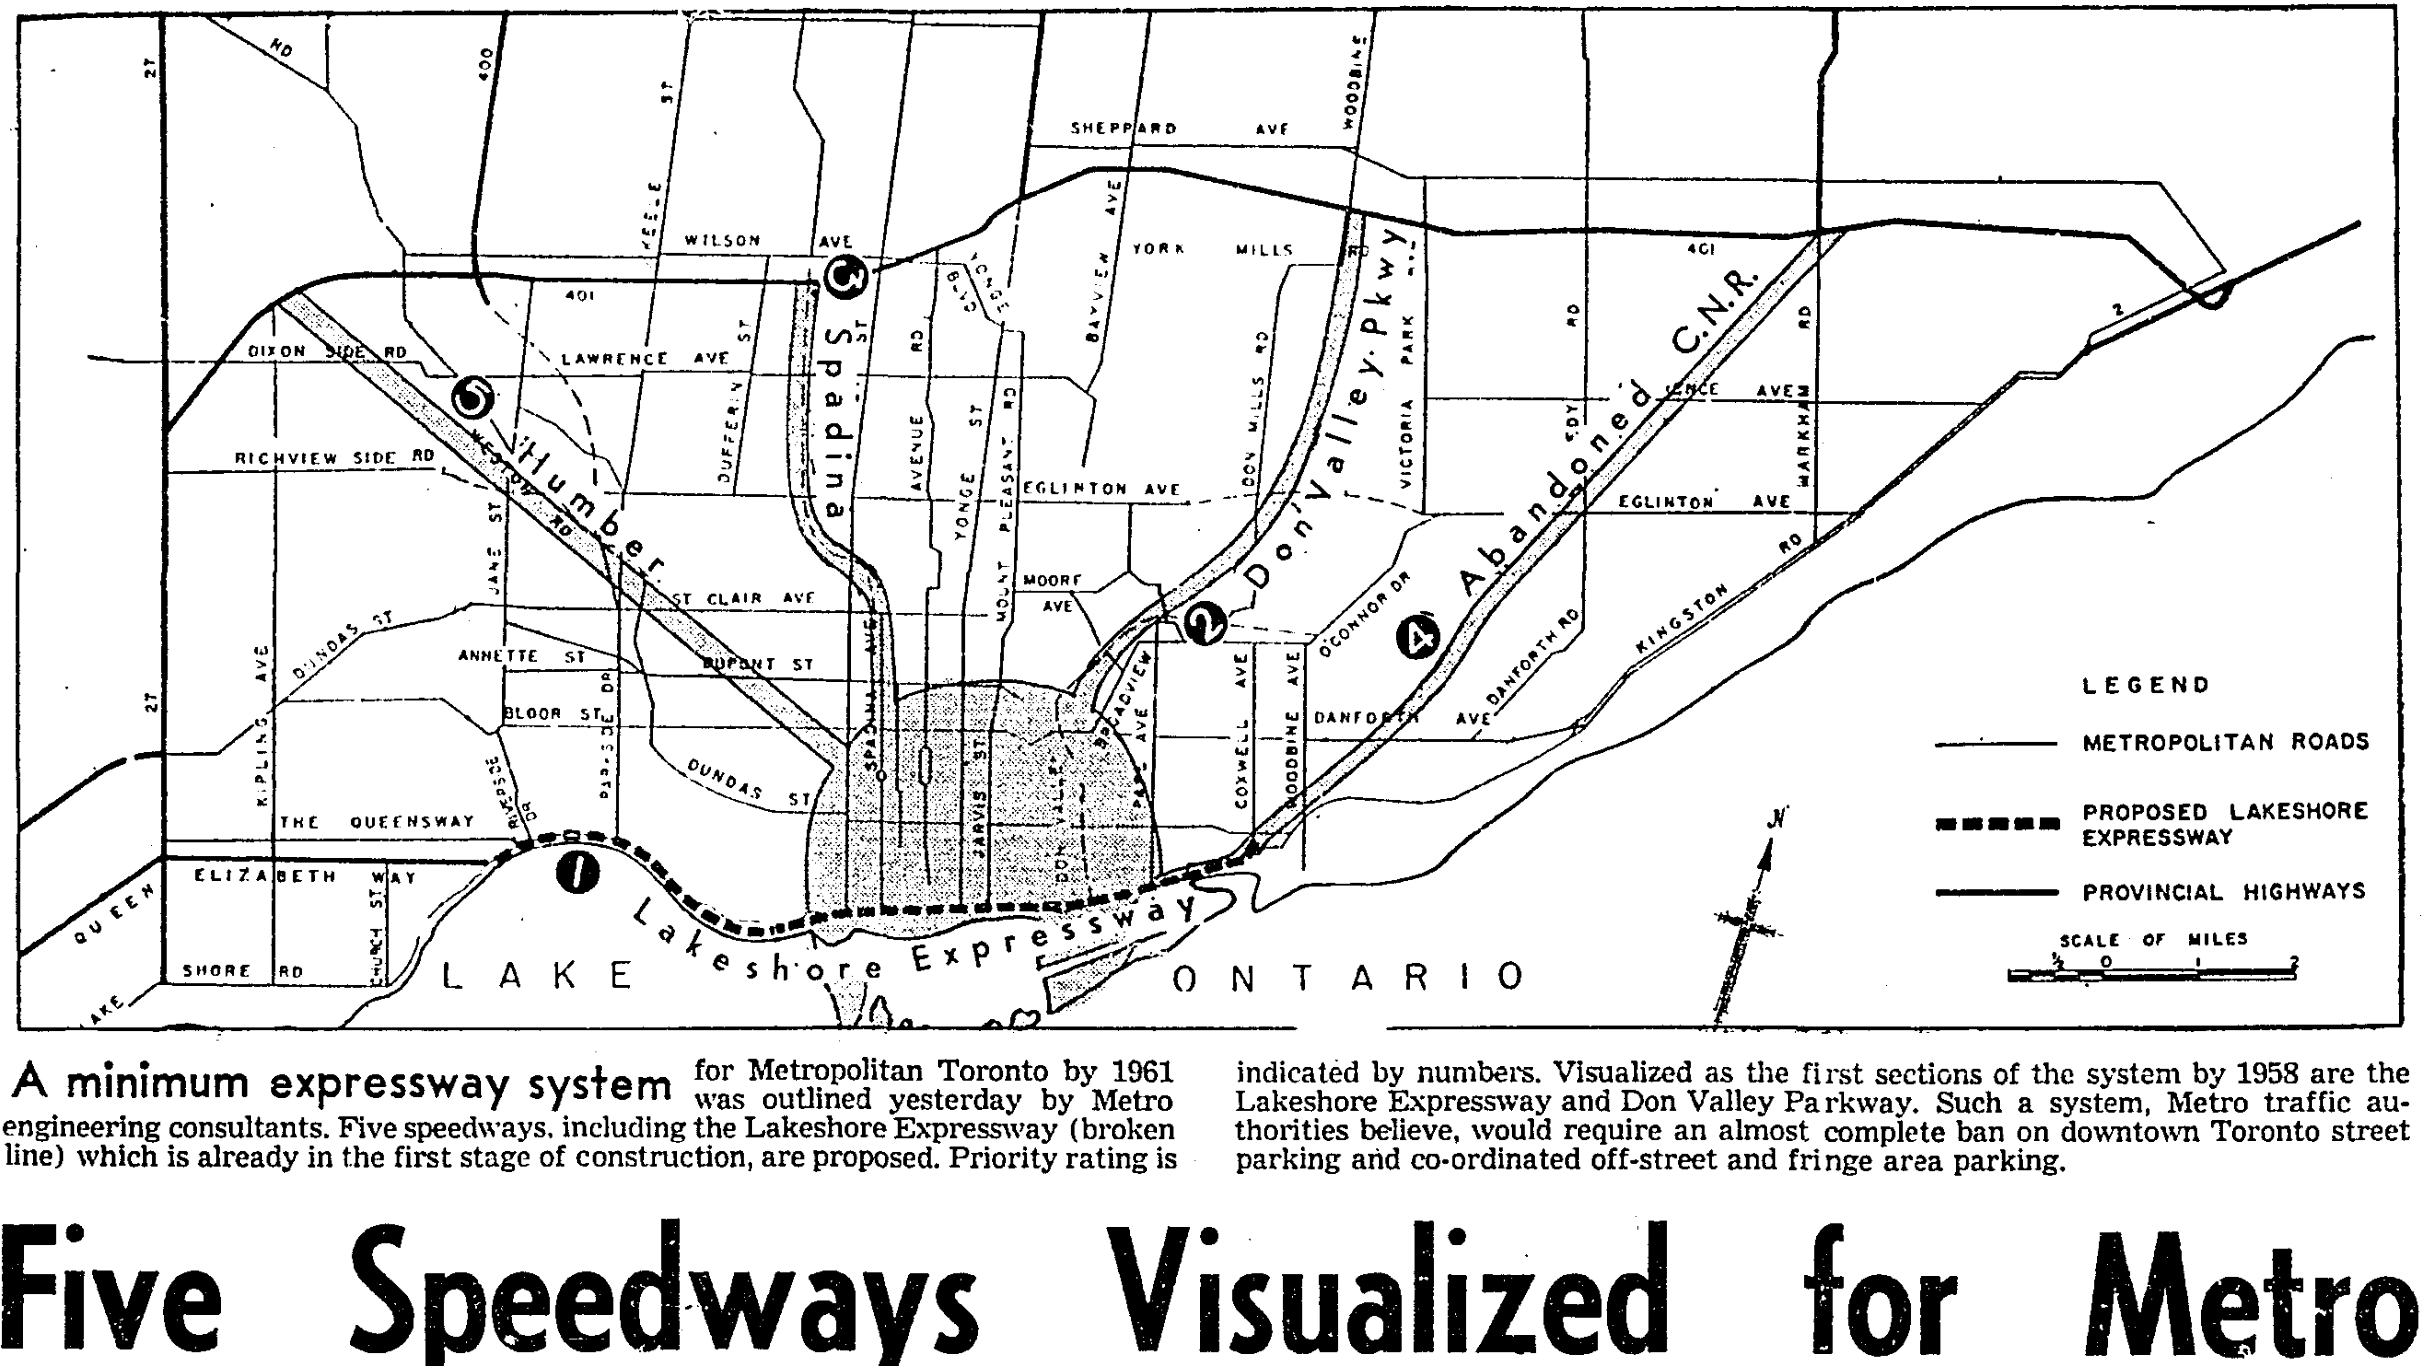 RD
27
400
ST
KEELE
WOODBINE
SHEPPARD AVE
WILSON AVE
3
YONGE
BLVD
BAYVIEW AVE
YORK MILLS RD
401
401
C.N.R.
2
DIXON SIDE RD
LAWRENCE AVE
ST
DUFFERIN
Spadina
ST
AVENUE RD
YONGE ST
MOUNT PLEASANT RD
DON MILLS RD
Don Valley Pkwy
VICTORIA PARK AVE
RD
ENCE AVE
MARKHAM RD
5
Humber
WESTON RD
RICHVIEW SIDE RD
JANE ST
EGLINTON AVE
EGLINTON AVE
Abandoned
KINGSTON RD
MOORE
AVE
ST CLAIR AVE
2
4
OCONNOR DR
DANFORTH RD
DUNDAS ST
ANNETTE ST
DUPONT ST
SPADINA AVE
BROADVIEW
AVE
COXWELL AVE
WOODBINE AVE
LEGEND
27
KIPLING AVE
BLOOR ST
DANFORTH AVE
METROPOLITAN ROADS
DUNDAS ST
RIVERSIDE DR
JARVIS ST
DON VALLEY
THE QUEENSWAY
PROPOSED LAKESHORE
EXPRESSWAY
N
1
QUEEN ELIZABETH WAY
CHURCH ST
PROVINCIAL HIGHWAYS
Lakeshore Expressway
SCALE OF MILES
½ 0 1 2
LAKE SHORE RD
LAKE ONTARIO
A minimum expressway system for Metropolitan Toronto by 1961
was outlined yesterday by Metro
engineering consultants. Five speedways, including the Lakeshore Expressway (broken
line) which is already in the first stage of construction, are proposed. Priority rating is
indicated by numbers. Visualized as the first sections of the system by 1958 are the
Lakeshore Expressway and Don Valley Parkway. Such a system, Metro traffic au-
thorities believe, would require an almost complete ban on downtown Toronto street
parking and co-ordinated off-street and fringe area parking.
Five Speedways Visualized for Metro